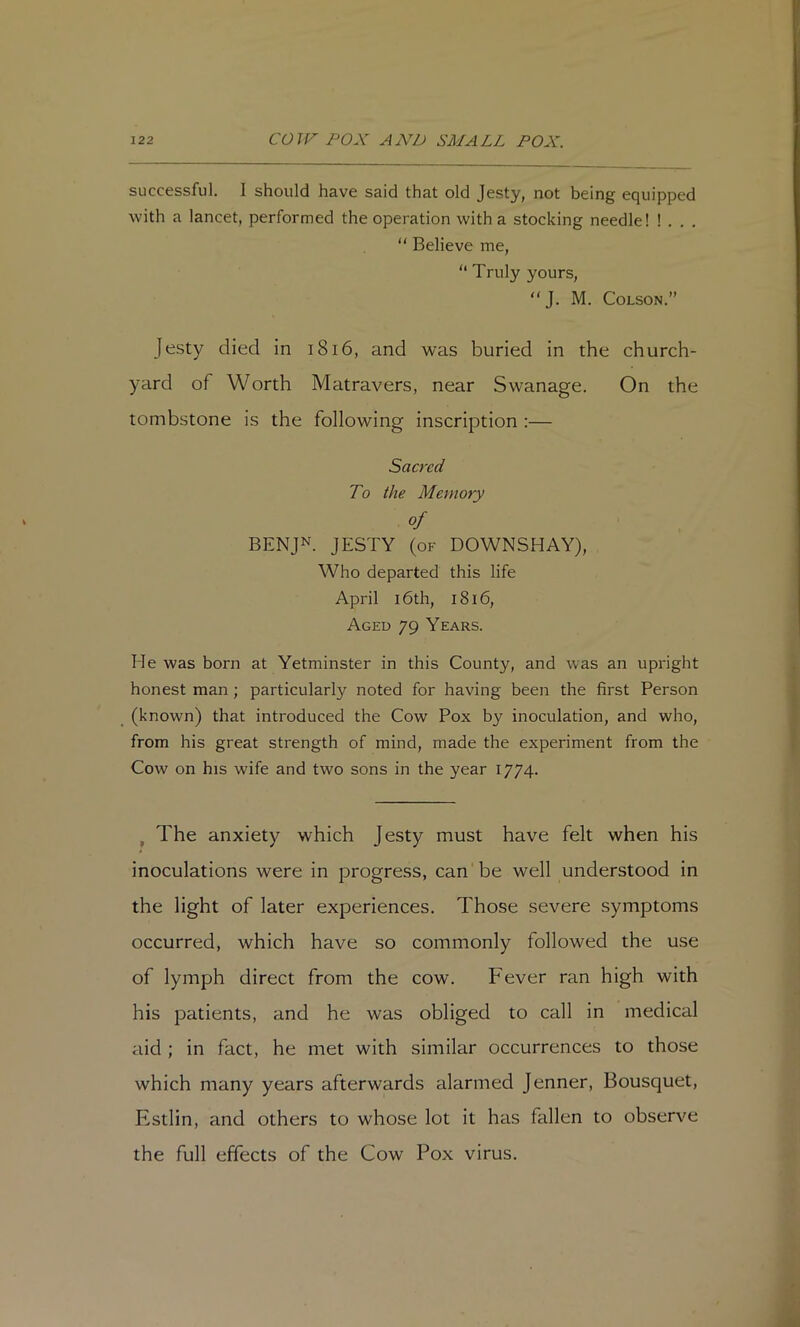 122 COW POX AND SMALL POX.
successful. I should have said that old Jesty, not being equipped
with a lancet, performed the operation with a stocking needle! ! . . .
“ Believe me,
“ Truly yours,
“ J. M. Colson.”
Jesty died in 1816, and was buried in the church-
yard of Worth Matravers, near Swanage. On the
tombstone is the following inscription :—
Sacred
To the Memory
of
BENJN. JESTY (of DOWNSHAY),
Who departed this life
April 16th, 1816,
Aged 79 Years.
He was born at Yetminster in this County, and was an upright
honest man ; particularly noted for having been the first Person
(known) that introduced the Cow Pox by inoculation, and who,
from his great strength of mind, made the experiment from the
Cow on his wife and two sons in the year 1774.
The anxiety which Jesty must have felt when his
inoculations were in progress, can be well understood in
the light of later experiences. Those severe symptoms
occurred, which have so commonly followed the use
of lymph direct from the cow. Fever ran high with
his patients, and he was obliged to call in medical
aid ; in fact, he met with similar occurrences to those
which many years afterwards alarmed Jenner, Bousquet,
Estlin, and others to whose lot it has fallen to observe
the full effects of the Cow Pox virus.